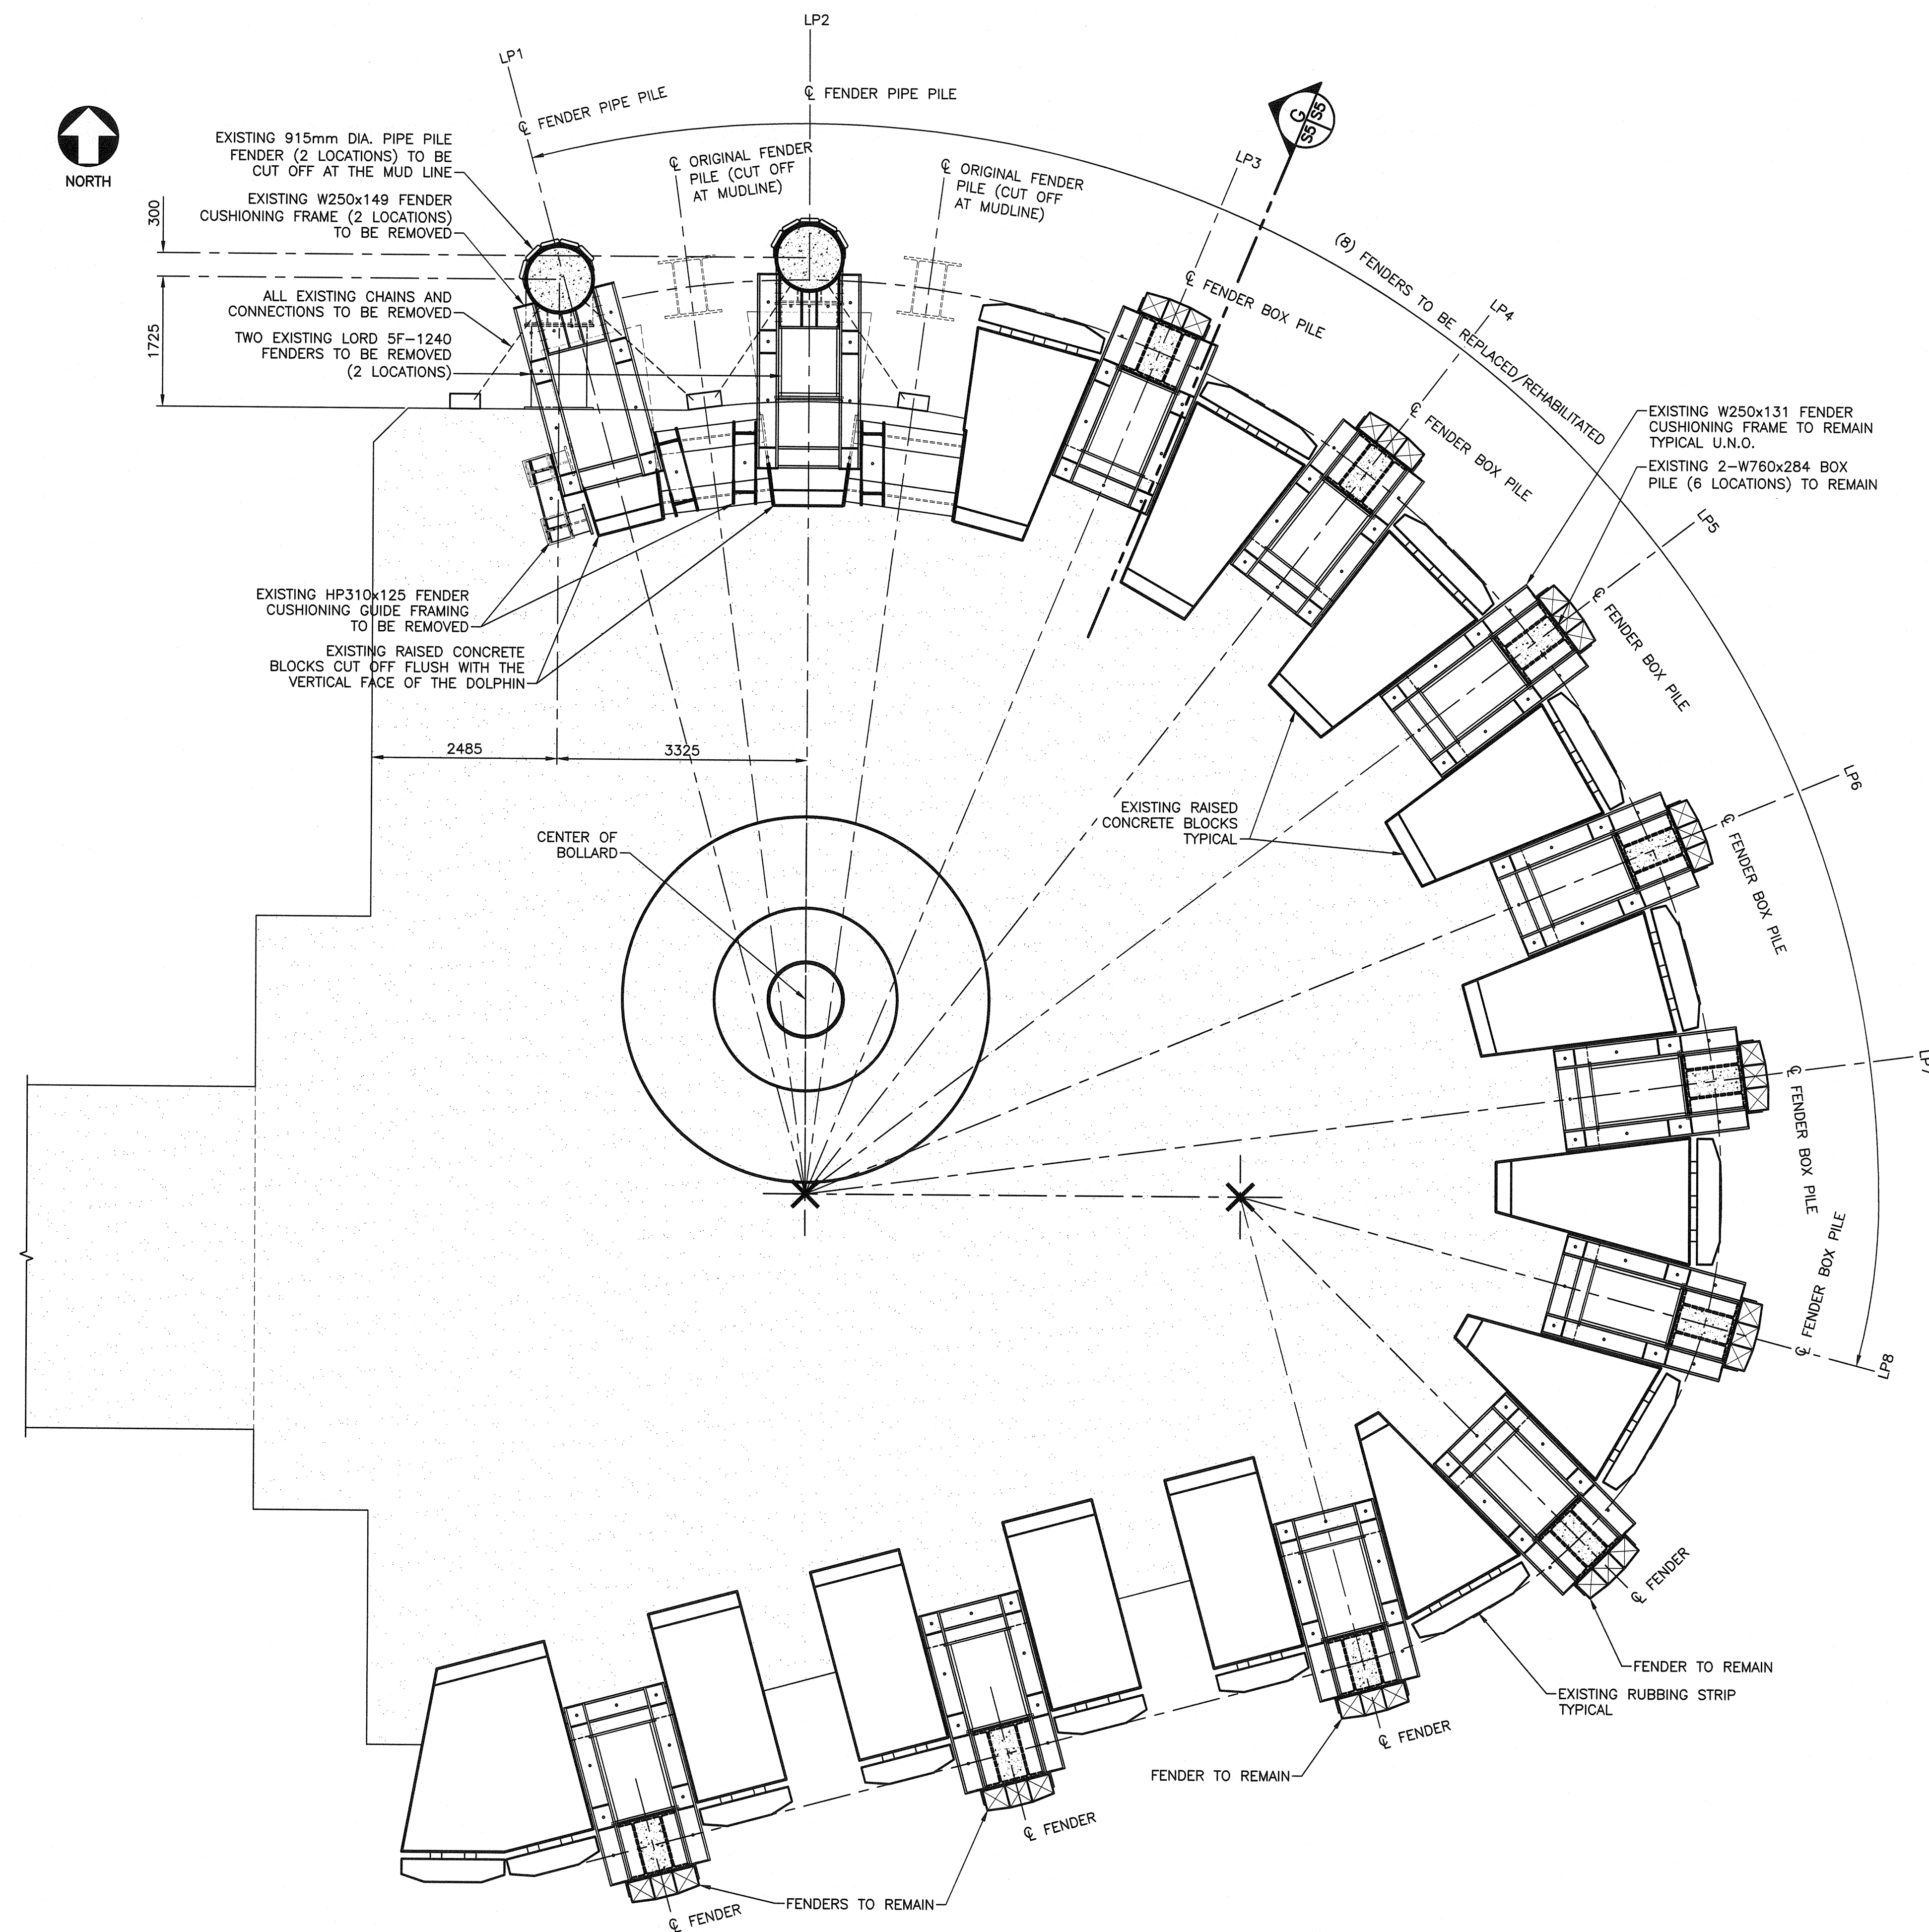 LP1
LP2
℄ FENDER PIPE PILE
℄ FENDER PIPE PILE
NORTH
EXISTING 915mm DIA. PIPE PILE
FENDER (2 LOCATIONS) TO BE
CUT OFF AT THE MUD LINE
EXISTING W250x149 FENDER
CUSHIONING FRAME (2 LOCATIONS)
TO BE REMOVED
ALL EXISTING CHAINS AND
CONNECTIONS TO BE REMOVED
TWO EXISTING LORD 5F-1240
FENDERS TO BE REMOVED
(2 LOCATIONS)
300
1725
℄ ORIGINAL FENDER
PILE (CUT OFF
AT MUDLINE)
℄ ORIGINAL FENDER
PILE (CUT OFF
AT MUDLINE)
G
S5 S5
LP3
℄ FENDER BOX PILE
(8) FENDERS TO BE REPLACED/REHABILITATED
LP4
℄ FENDER BOX PILE
EXISTING W250x131 FENDER
CUSHIONING FRAME TO REMAIN
TYPICAL U.N.O.
EXISTING 2-W760x284 BOX
PILE (6 LOCATIONS) TO REMAIN
LP5
℄ FENDER BOX PILE
EXISTING HP310x125 FENDER
CUSHIONING GUIDE FRAMING
TO BE REMOVED
EXISTING RAISED CONCRETE
BLOCKS CUT OFF FLUSH WITH THE
VERTICAL FACE OF THE DOLPHIN
2485
3325
LP6
℄ FENDER BOX PILE
EXISTING RAISED
CONCRETE BLOCKS
TYPICAL
CENTER OF
BOLLARD
LP7
℄ FENDER BOX PILE
℄ FENDER BOX PILE
LP8
℄ FENDER
FENDER TO REMAIN
EXISTING RUBBING STRIP
TYPICAL
℄ FENDER
FENDER TO REMAIN
℄ FENDER
FENDERS TO REMAIN
℄ FENDER